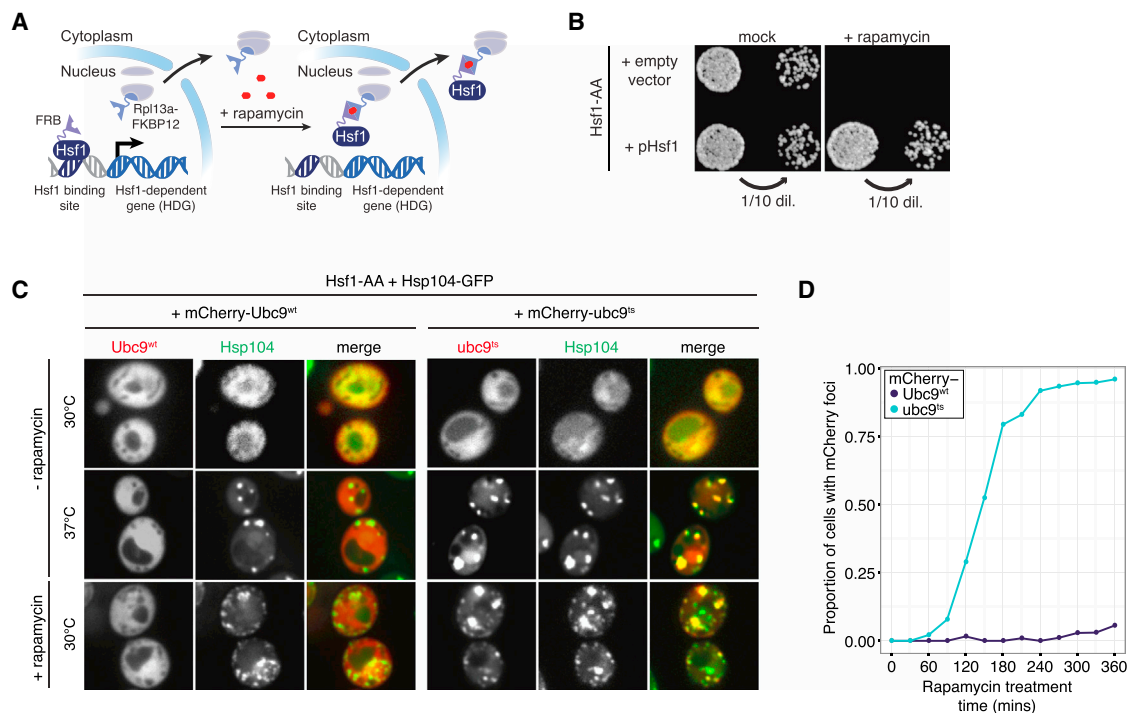 A
Cytoplasm
Nucleus
Rpl13a-
FKBP12
FRB
Hsf1
Hsf1 binding
site
Hsf1-dependent
gene (HDG)
+ rapamycin
Cytoplasm
Nucleus
Hsf1
Hsf1
Hsf1 binding
site
Hsf1-dependent
gene (HDG)
B
mock
+ rapamycin
Hsf1-AA
+ empty
vector
+ pHsf1
1/10 dil.
1/10 dil.
C
Hsf1-AA + Hsp104-GFP
+ mCherry-Ubc9wt
+ mCherry-ubc9ts
Ubc9wt
Hsp104
merge
ubc9ts
Hsp104
merge
- rapamycin
30°C
37°C
+ rapamycin
30°C
D
Proportion of cells with mCherry foci
1.00
0.75
0.50
0.25
0.00
mCherry–
Ubc9wt
ubc9ts
0
60
120
180
240
300
360
Rapamycin treatment
time (mins)